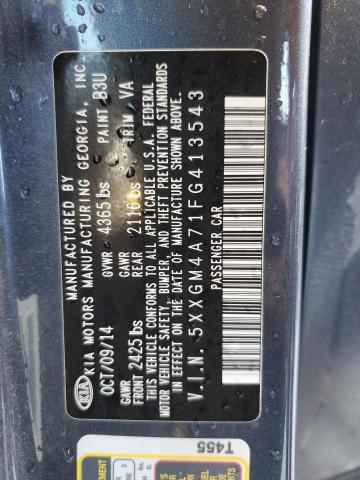 MANUFACTURED BY
KIA KIA MOTORS MANUFACTURING GEORGIA, INC.
OCT/09/14 GVWR 4365 lbs PAINT B3U
GAWR FRONT 2425 lbs GAWR REAR 2116 lbs TRIM VA
THIS VEHICLE CONFORMS TO ALL APPLICABLE U.S.A. FEDERAL
MOTOR VEHICLE SAFETY, BUMPER, AND THEFT PREVENTION STANDARDS
IN EFFECT ON THE DATE OF MANUFACTURE SHOWN ABOVE.
V.I.N. 5XXGM4A71FG413543
PASSENGER CAR
T455